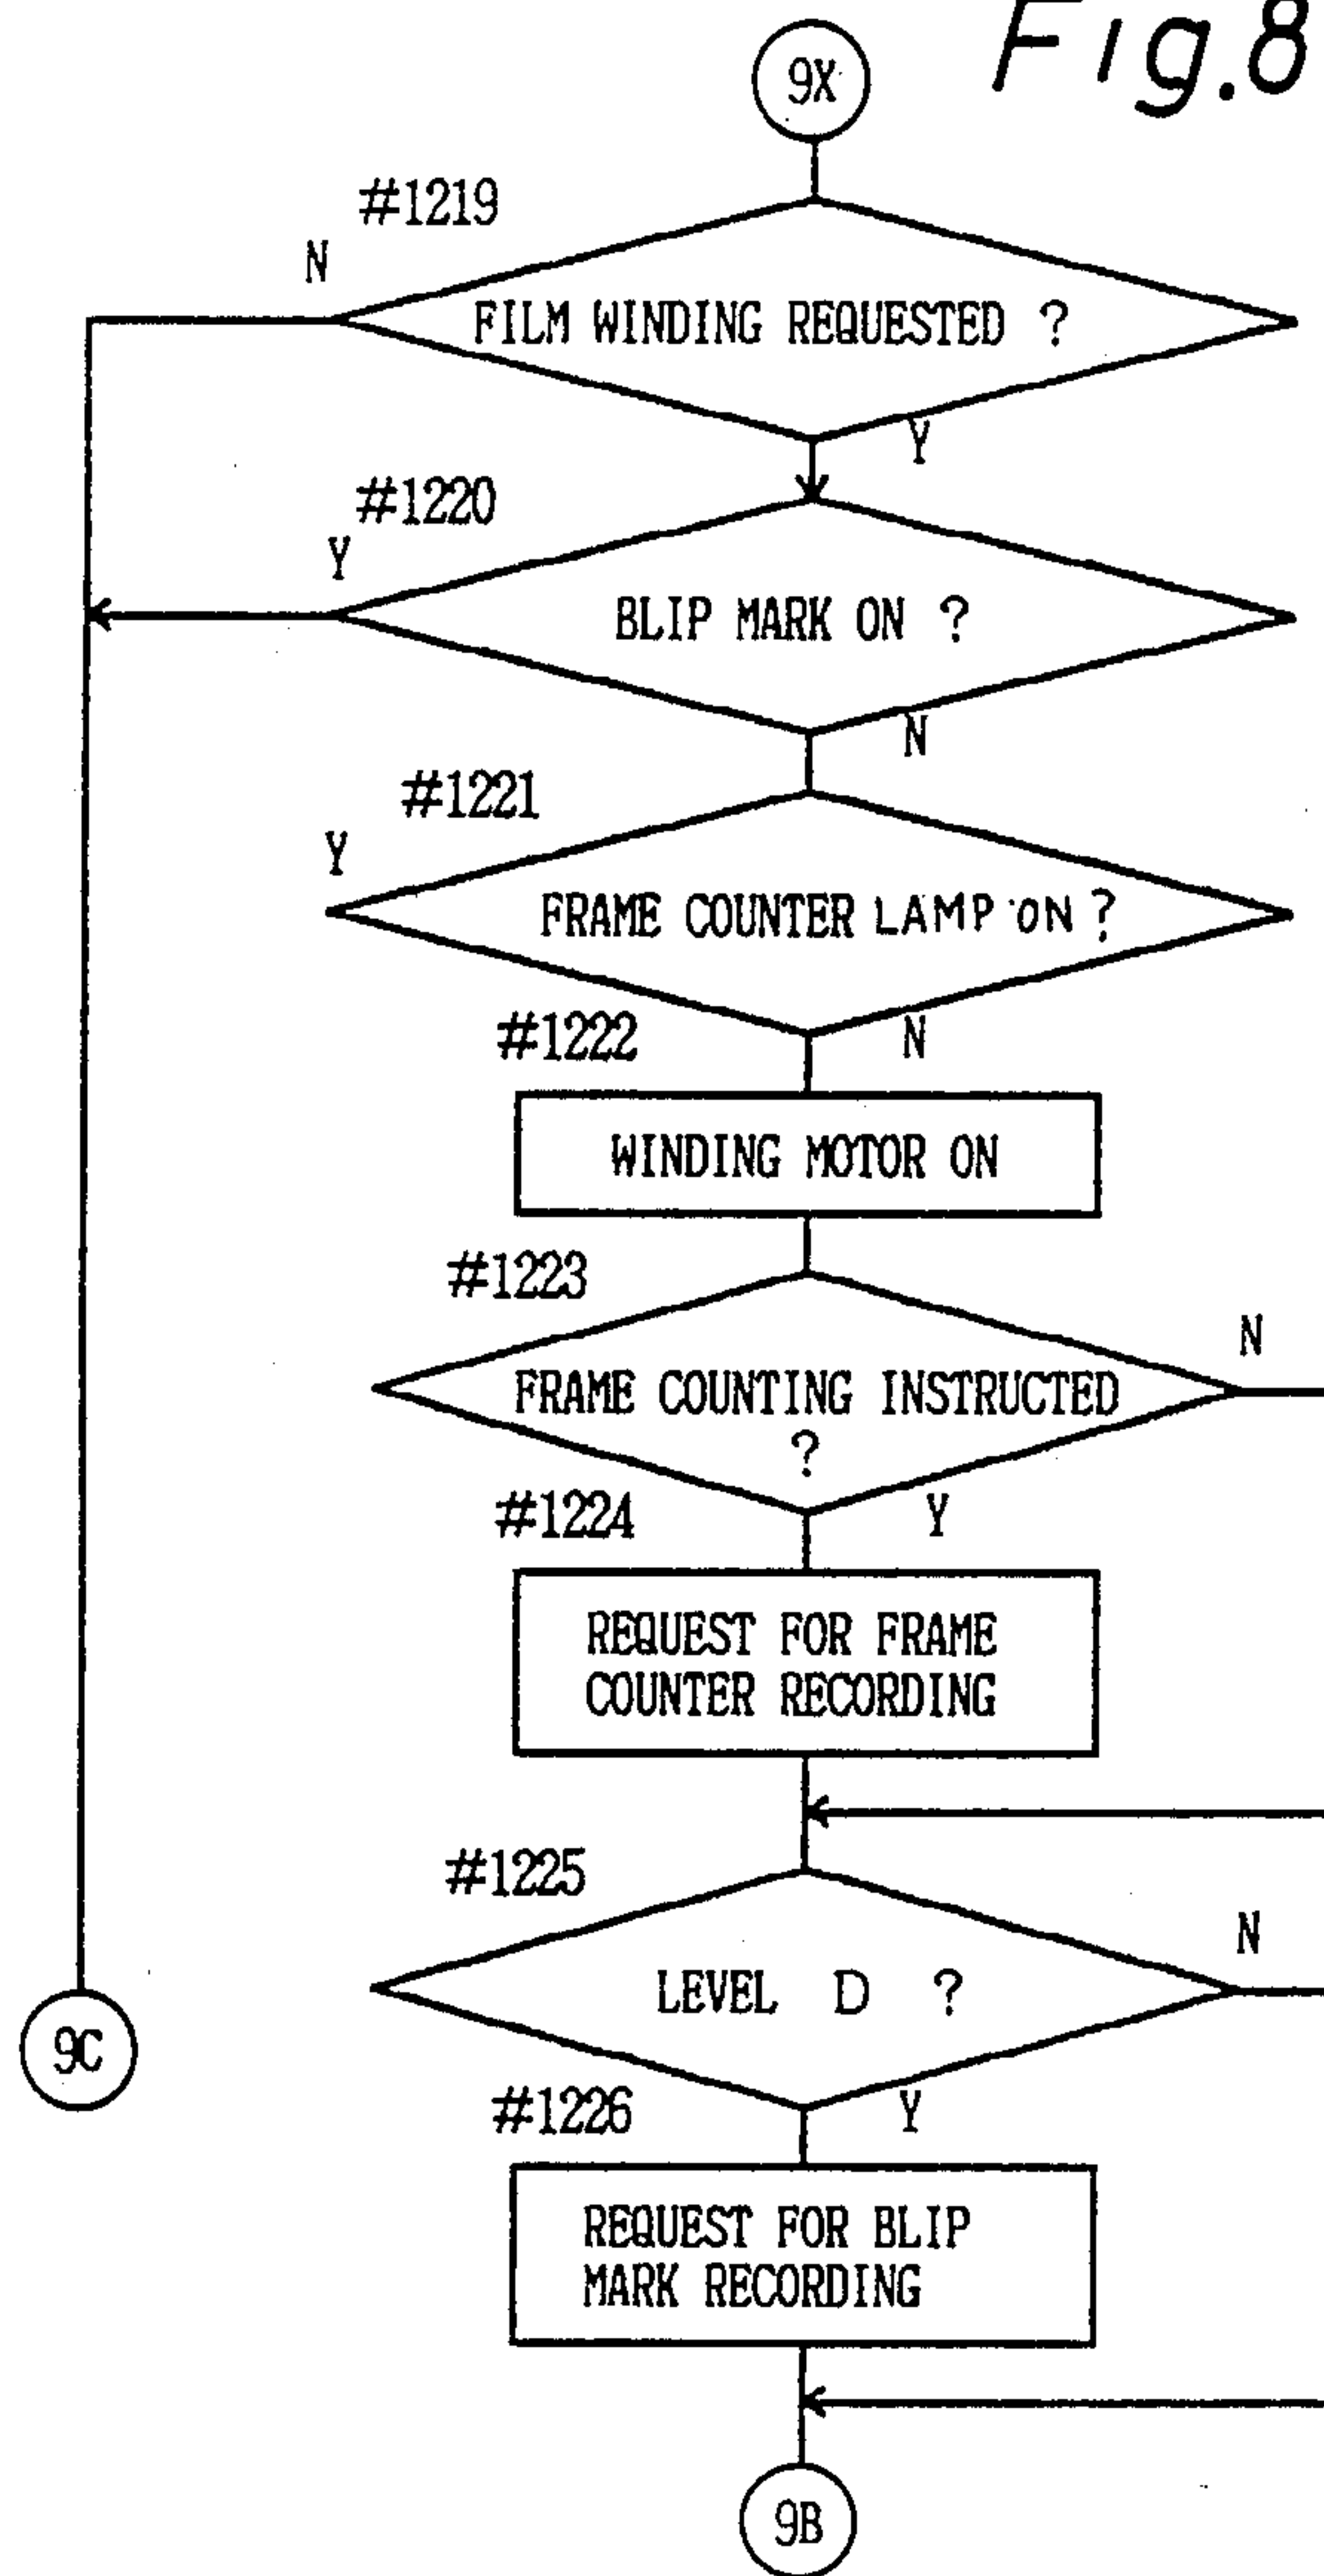 Fig.8
9X
#1219
N
FILM WINDING REQUESTED ?
Y
#1220
Y
BLIP MARK ON ?
N
#1221
Y
FRAME COUNTER LAMP ON ?
#1222
N
WINDING MOTOR ON
#1223
N
FRAME COUNTING INSTRUCTED
?
#1224
Y
REQUEST FOR FRAME
COUNTER RECORDING
#1225
N
LEVEL D ?
9C
#1226
Y
REQUEST FOR BLIP
MARK RECORDING
9B